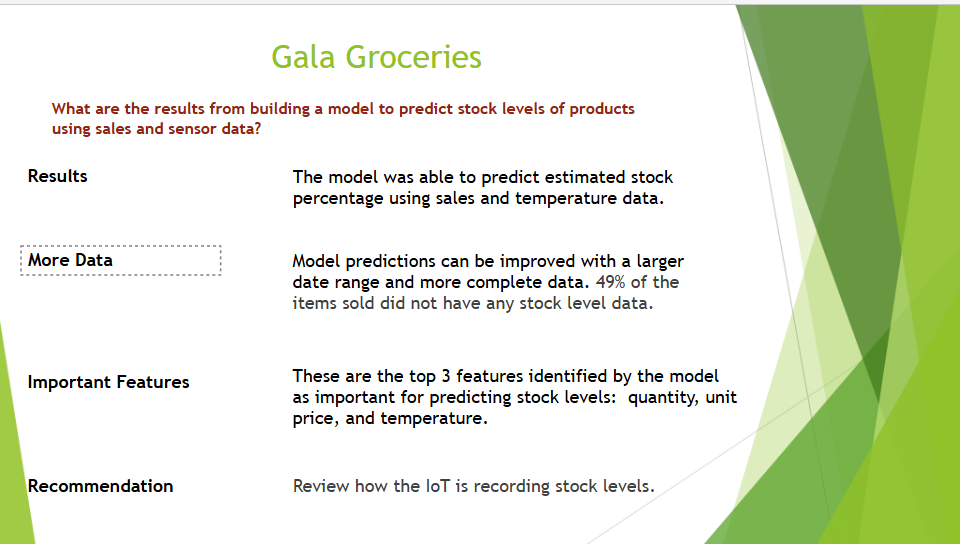 Gala Groceries
What are the results from building a model to predict stock levels of products
using sales and sensor data?
Results
The model was able to predict estimated stock
percentage using sales and temperature data.
More Data
Model predictions can be improved with a larger
date range and more complete data. 49% of the
items sold did not have any stock level data.
Important Features
These are the top 3 features identified by the model
as important for predicting stock levels:  quantity, unit
price, and temperature.
Recommendation
Review how the IoT is recording stock levels.